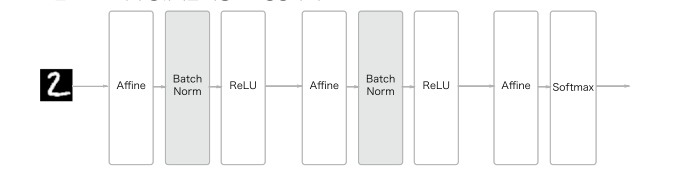 2
Affine
Batch
Norm
ReLU
Affine
Batch
Norm
ReLU
Affine
Softmax